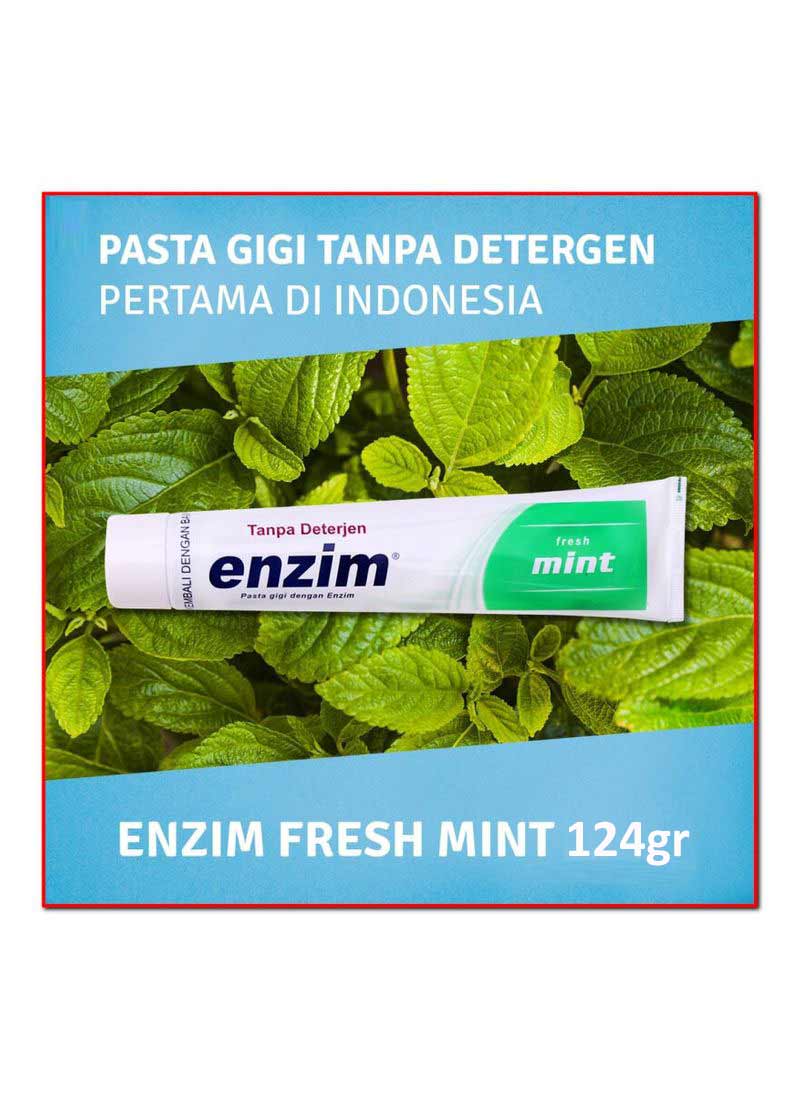 PASTA GIGI TANPA DETERGEN
PERTAMA DI INDONESIA
Tanpa Deterjen
enzim®
Pasta gigi dengan Enzim
fresh
mint
ENZIM FRESH MINT 124gr